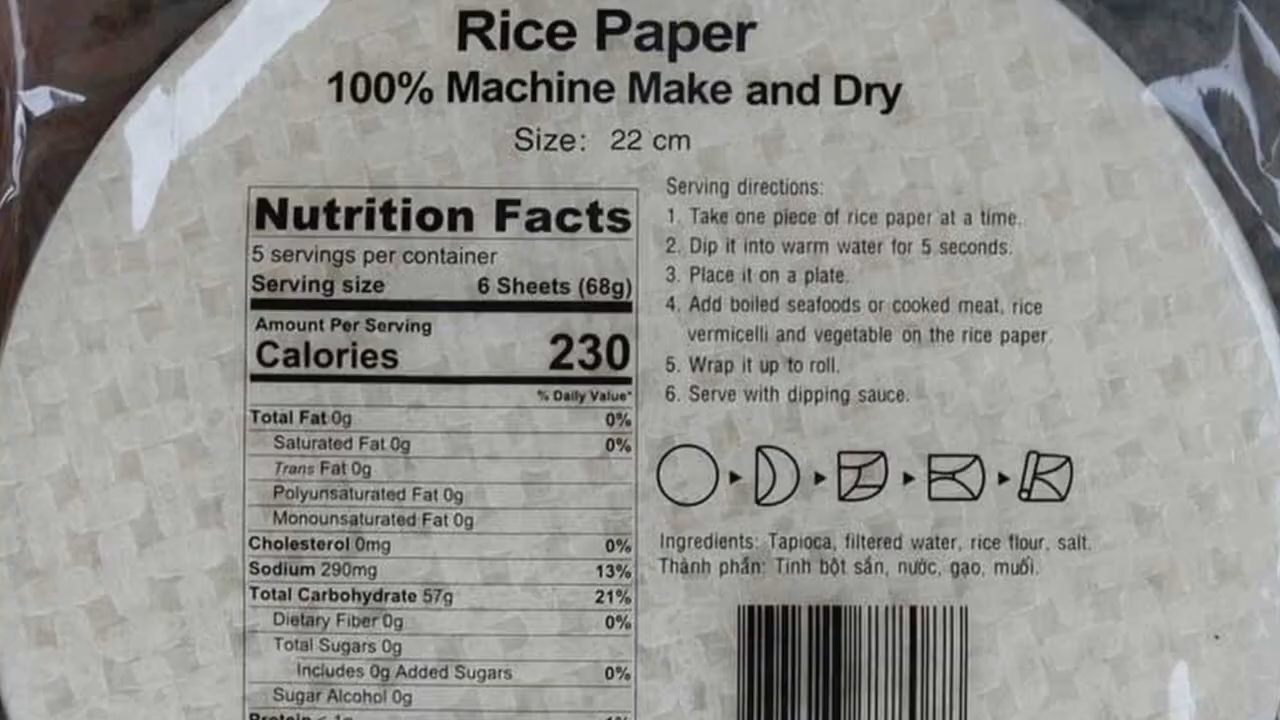 Rice Paper
100% Machine Make and Dry
Size: 22 cm
Nutrition Facts
5 servings per container
Serving size 6 Sheets (68g)
Amount Per Serving
Calories 230
% Daily Value*
Total Fat 0g 0%
Saturated Fat 0g 0%
Trans Fat 0g
Polyunsaturated Fat 0g
Monounsaturated Fat 0g
Cholesterol 0mg 0%
Sodium 290mg 13%
Total Carbohydrate 57g 21%
Dietary Fiber 0g 0%
Total Sugars 0g
Includes 0g Added Sugars 0%
Sugar Alcohol 0g
Protein < 1g 1%
Serving directions:
1. Take one piece of rice paper at a time.
2. Dip it into warm water for 5 seconds.
3. Place it on a plate.
4. Add boiled seafoods or cooked meat, rice
vermicelli and vegetable on the rice paper.
5. Wrap it up to roll.
6. Serve with dipping sauce.
Ingredients: Tapioca, filtered water, rice flour, salt.
Thành phần: Tinh bột sắn, nước, gạo, muối.